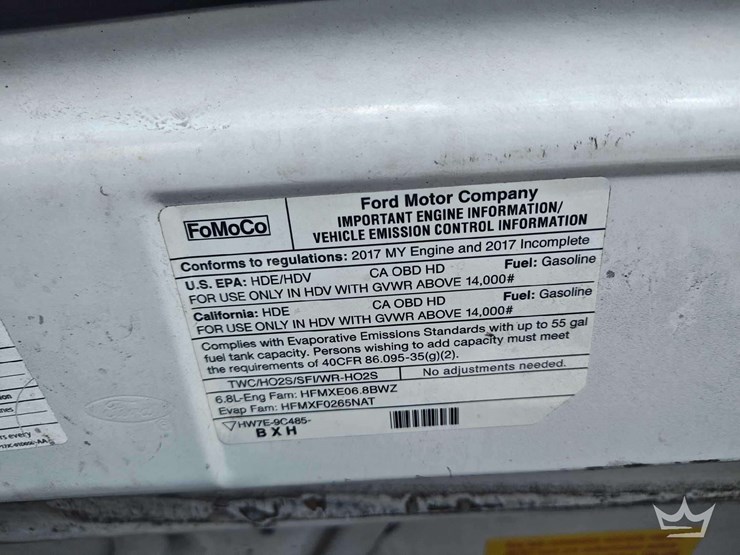 FoMoCo
Ford Motor Company
IMPORTANT ENGINE INFORMATION/
VEHICLE EMISSION CONTROL INFORMATION
Conforms to regulations: 2017 MY Engine and 2017 Incomplete
U.S. EPA: HDE/HDV CA OBD HD Fuel: Gasoline
FOR USE ONLY IN HDV WITH GVWR ABOVE 14,000#
California: HDE CA OBD HD Fuel: Gasoline
FOR USE ONLY IN HDV WITH GVWR ABOVE 14,000#
Complies with Evaporative Emissions Standards with up to 55 gal
fuel tank capacity. Persons wishing to add capacity must meet
the requirements of 40CFR 86.095-35(g)(2).
TWC/HO2S/SFI/WR-HO2S No adjustments needed.
6.8L-Eng Fam: HFMXE06.8BWZ
Evap Fam: HFMXF0265NAT
HW7E-9C485-
BXH
Ford
every